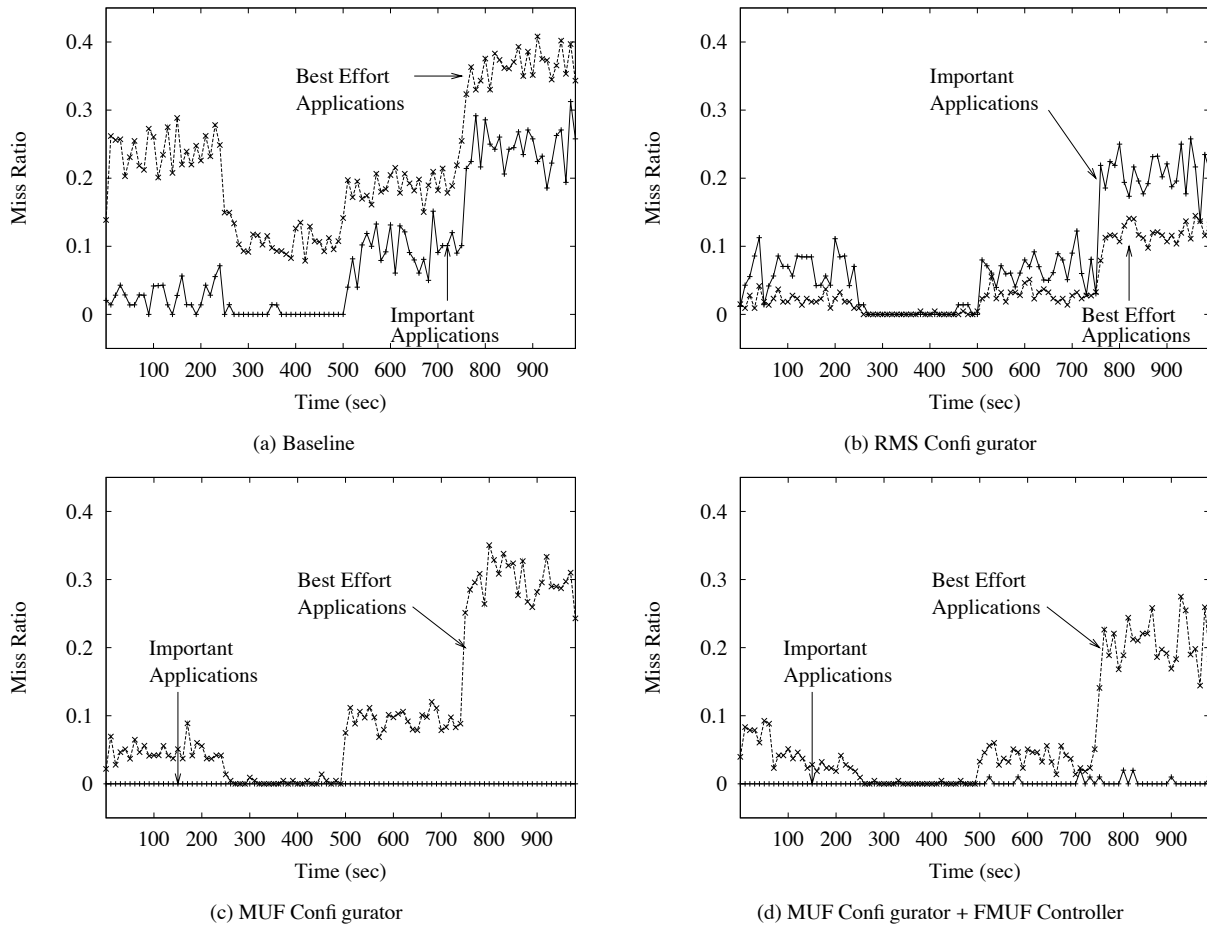 0.4
0.3
0.2
0.1
0
Miss Ratio
Best Effort
Applications
Important
Applications
100 200 300 400 500 600 700 800 900
Time (sec)
(a) Baseline
0.4
0.3
0.2
0.1
0
Miss Ratio
Important
Applications
Best Effort
Applications
100 200 300 400 500 600 700 800 900
Time (sec)
(b) RMS Confi gurator
0.4
0.3
0.2
0.1
0
Miss Ratio
Best Effort
Applications
Important
Applications
100 200 300 400 500 600 700 800 900
Time (sec)
(c) MUF Confi gurator
0.4
0.3
0.2
0.1
0
Miss Ratio
Best Effort
Applications
Important
Applications
100 200 300 400 500 600 700 800 900
Time (sec)
(d) MUF Confi gurator + FMUF Controller